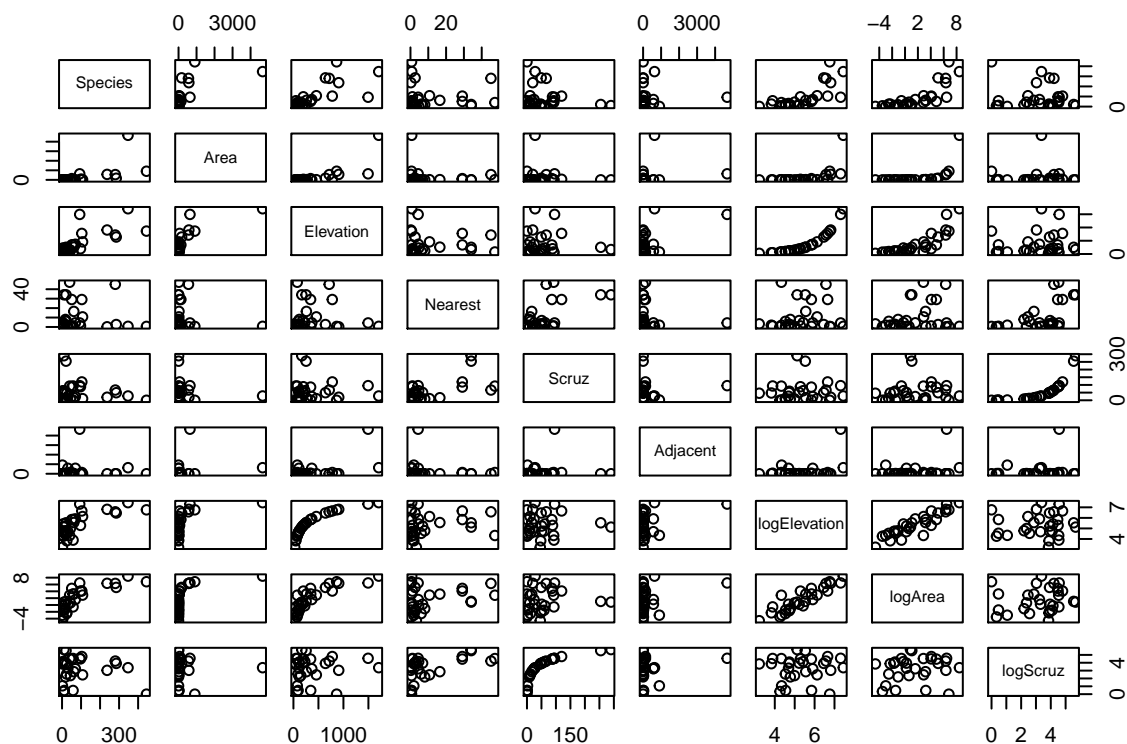 0 3000
0 20
0 3000
−4 2 8
Species
0
0
Area
Elevation
0
0 40
Nearest
Scruz
0 300
0
Adjacent
logElevation
4 7
−4 8
logArea
logScruz
0 4
0 300
0 1000
0 150
4 6
0 2 4